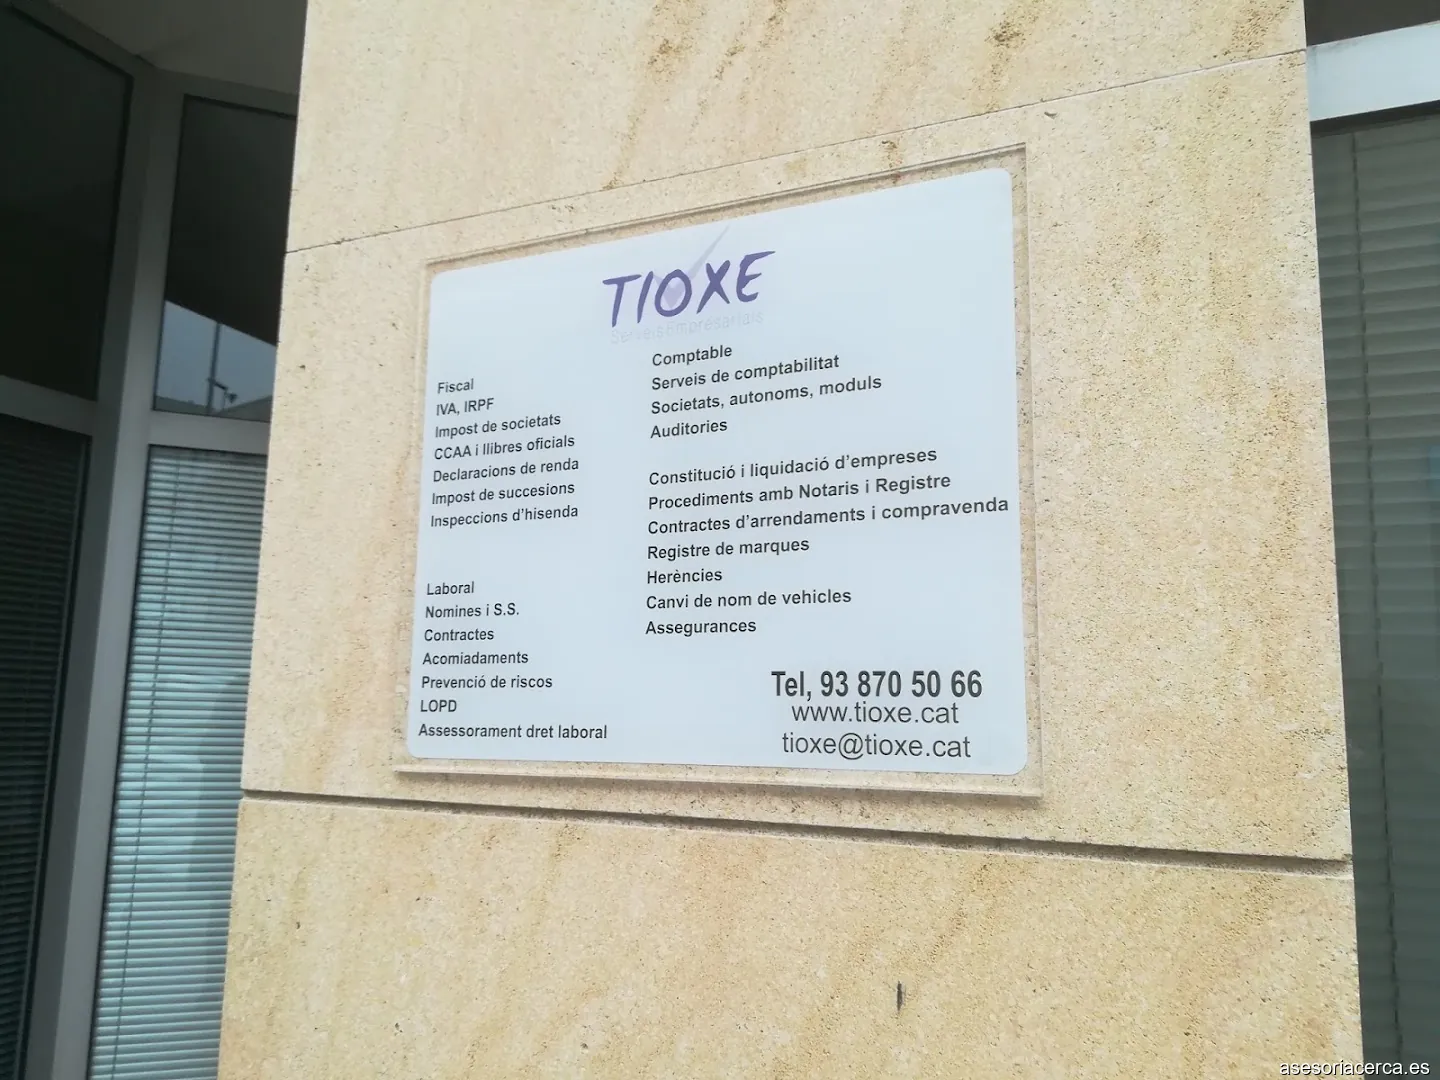 TIOXE
Serveis Empresarials
Fiscal
IVA, IRPF
Impost de societats
CCAA i llibres oficials
Declaracions de renda
Impost de succesions
Inspeccions d'hisenda
Laboral
Nomines i S.S.
Contractes
Acomiadaments
Prevenció de riscos
LOPD
Assessorament dret laboral
Comptable
Serveis de comptabilitat
Societats, autonoms, moduls
Auditories
Constitució i liquidació d'empreses
Procediments amb Notaris i Registre
Contractes d'arrendaments i compravenda
Registre de marques
Herències
Canvi de nom de vehicles
Assegurances
Tel, 93 870 50 66
www.tioxe.cat
tioxe@tioxe.cat
asesoriacerca.es